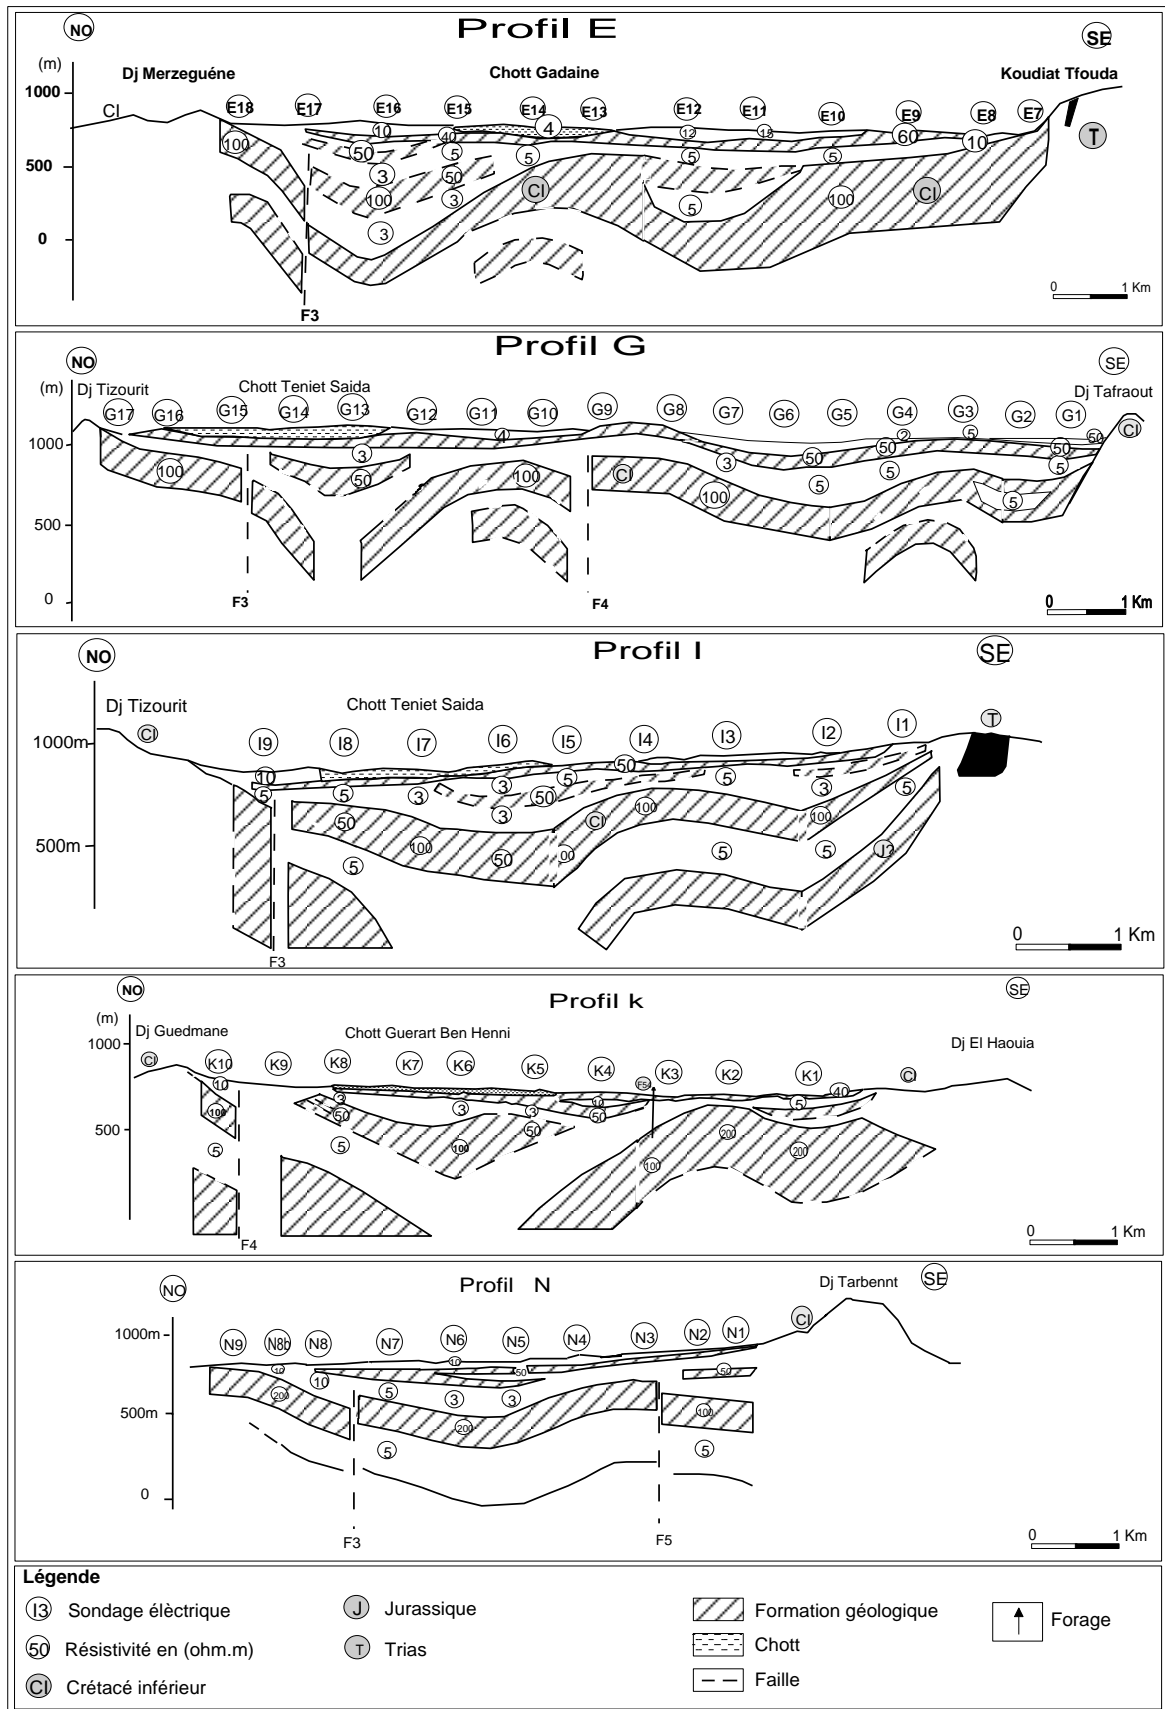 Profil E
NO
SE
(m)
Dj Merzeguéne
Chott Gadaine
Koudiat Tfouda
1000
CI
E18 E17 E16 E15 E14 E13 E12 E11 E10 E9 E8 E7
10 40 4 12 15 60 10
T
100 50 5 5 5 5
500
3 50 CI CI
100 3 5 100
0
3
F3
0 1 Km
Profil G
NO
SE
(m)
Dj Tizourit
Chott Teniet Saida
Dj Tafraout
G17 G16 G15 G14 G13 G12 G11 G10 G9 G8 G7 G6 G5 G4 G3 G2 G1
CI
1000
4 2 5 50
3 3 50 50 50
100 50 100 CI 5 5
100 5 5
500
0
F3
F4
0 1 Km
Profil I
NO
SE
Dj Tizourit
Chott Teniet Saida
CI
T
1000m
I9 I8 I7 I6 I5 I4 I3 I2 I1
10 50
5 5 3 3 5 5 3 5
50
50 3 CI 100 100
500m
100 50 00 5 5 J?
5
F3
0 1 Km
Profil k
NO
SE
(m)
Dj Guedmane
Chott Guerart Ben Henni
Dj El Haouia
1000
CI
K10 K9 K8 K7 K6 K5 K4 K3 K2 K1
CI
10 40
3 3 3 10 5
100 50 50 50
500
5 5 100 200 200
100
F4
0 1 Km
Profil N
NO
SE
Dj Tarbennt
CI
1000m
N9 N8b N8 N7 N6 N5 N4 N3 N2 N1
10 10 50 50
10 5 3 3
200 200 100
500m
5 5
0
F3
F5
0 1 Km
Légende
I3 Sondage élèctrique
J Jurassique
Formation géologique
Forage
50 Résistivité en (ohm.m)
T Trias
Chott
CI Crétacé inférieur
Faille